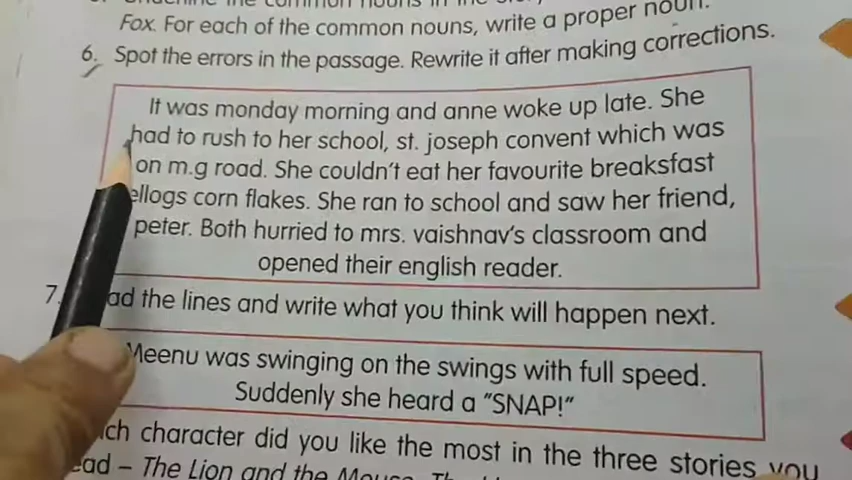 Fox. For each of the common nouns, write a proper noun.
6. Spot the errors in the passage. Rewrite it after making corrections.
It was monday morning and anne woke up late. She
had to rush to her school, st. joseph convent which was
on m.g road. She couldn't eat her favourite breaksfast
ellogs corn flakes. She ran to school and saw her friend,
peter. Both hurried to mrs. vaishnav's classroom and
opened their english reader.
7. ad the lines and write what you think will happen next.
Meenu was swinging on the swings with full speed.
Suddenly she heard a "SNAP!"
ch character did you like the most in the three stories you
ead – The Lion and the Mouse,